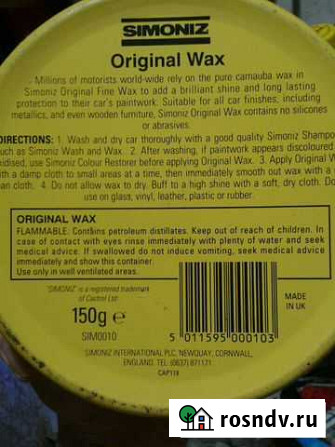 SIMONIZ
Original Wax
Millions of motorists world-wide rely on the pure carnauba wax in
Simoniz Original Fine Wax to add a brilliant shine and long lasting
protection to their car's paintwork. Suitable for all car finishes, including
metallics, and even wooden furniture, Simoniz Original Wax contains no silicones
or abrasives.
DIRECTIONS: 1. Wash and dry car thoroughly with a good quality Simoniz Shampoo
such as Simoniz Wash and Wax. 2. After washing, if paintwork appears discoloured
oxidised, use Simoniz Colour Restorer before applying Original Wax. 3. Apply Original W
with a damp cloth to small areas at a time, then immediately smooth out wax with a
an cloth. 4. Do not allow wax to dry. Buff to a high shine with a soft, dry cloth. Do
use on glass, vinyl, leather, plastic or rubber.
ORIGINAL WAX
FLAMMABLE. Contains petroleum distillates. Keep out of reach of children. In
case of contact with eyes rinse immediately with plenty of water and seek
medical advice. If swallowed do not induce vomiting, seek medical advice
immediately and show this container.
Use only in well ventilated areas.
'SIMONIZ' is a registered trademark
of Castrol Ltd
150g e
SIM0010
MADE
IN UK
5 011595 000103
SIMONIZ INTERNATIONAL PLC, NEWQUAY, CORNWALL,
ENGLAND. TEL: (0637) 871171
CAP118
rosndv.ru